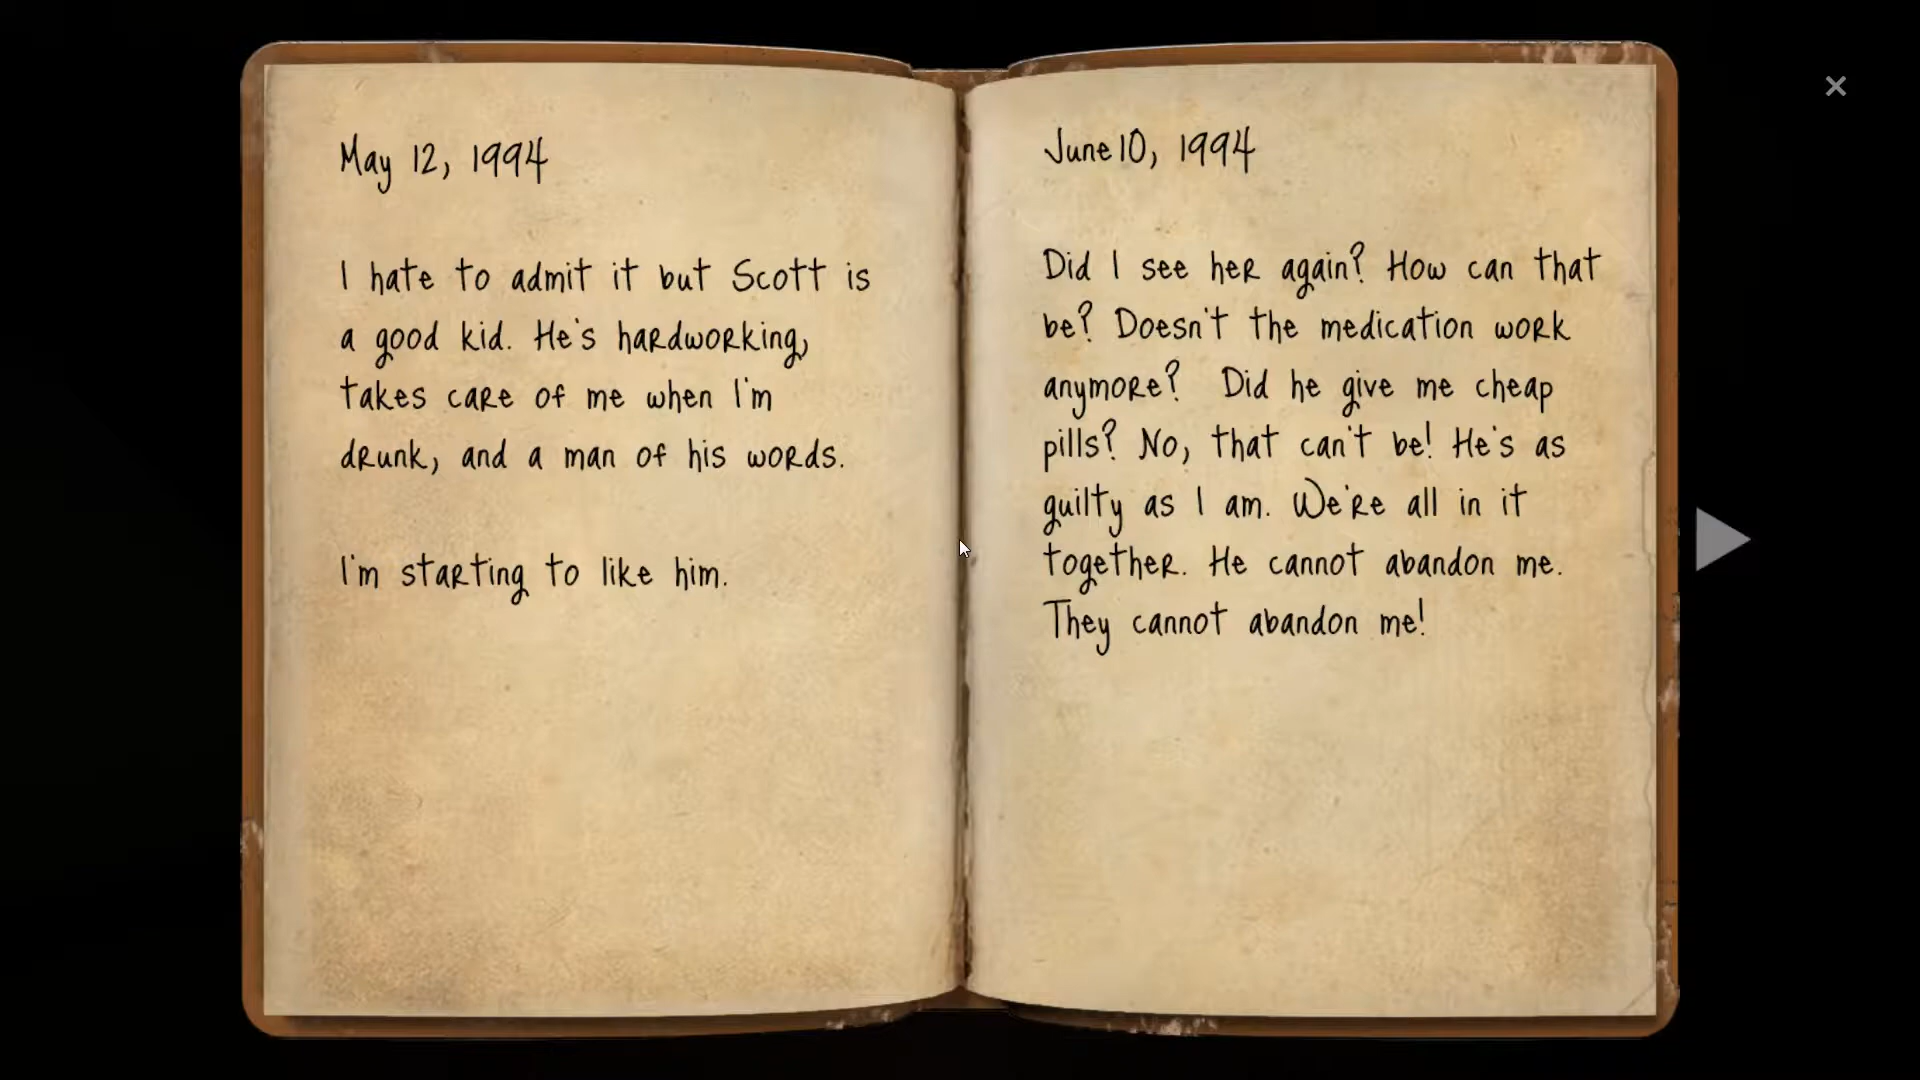 May 12, 1994
I hate to admit it but Scott is
a good kid. He's hardworking,
takes care of me when I'm
drunk, and a man of his words.
I'm starting to like him.
June 10, 1994
Did I see her again? How can that
be? Doesn't the medication work
anymore? Did he give me cheap
pills? No, that can't be! He's as
guilty as I am. We're all in it
together. He cannot abandon me.
They cannot abandon me!